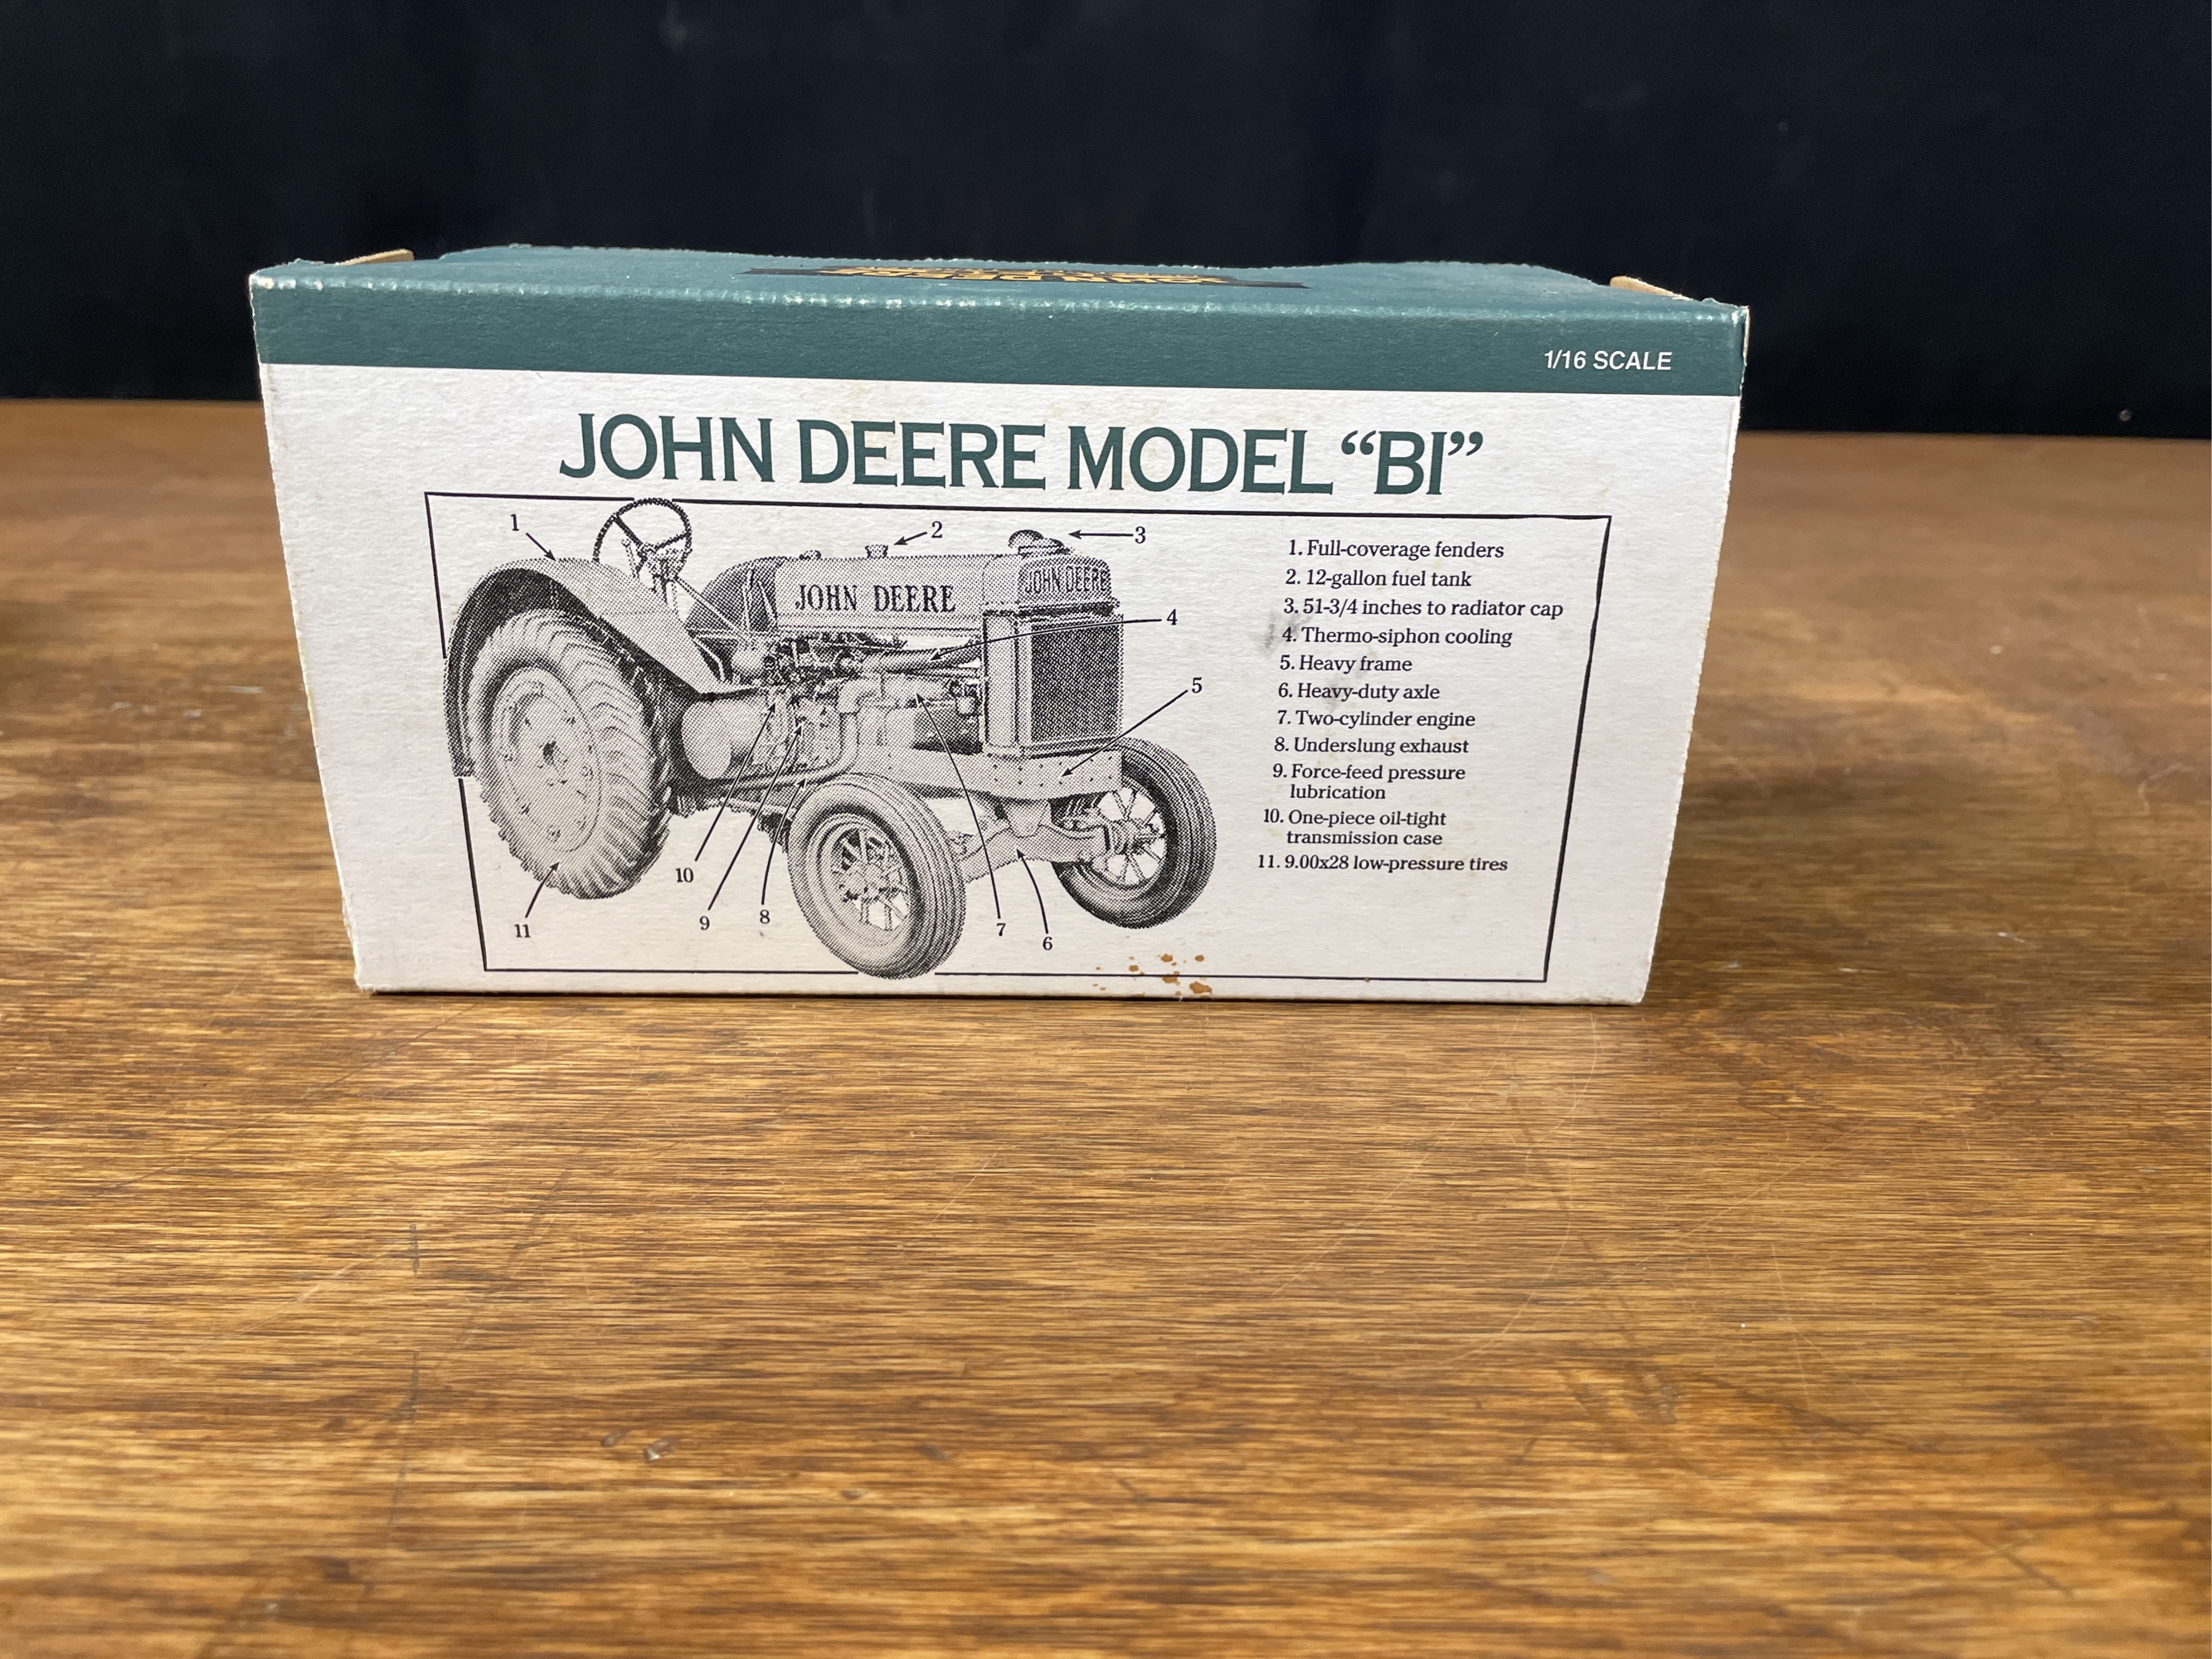 1/16 SCALE
JOHN DEERE MODEL “BI”
1
2
3
JOHN DEERE
JOHN DEERE
4
5
10
9
8
7
6
11
1. Full-coverage fenders
2. 12-gallon fuel tank
3. 51-3/4 inches to radiator cap
4. Thermo-siphon cooling
5. Heavy frame
6. Heavy-duty axle
7. Two-cylinder engine
8. Underslung exhaust
9. Force-feed pressure
lubrication
10. One-piece oil-tight
transmission case
11. 9.00x28 low-pressure tires